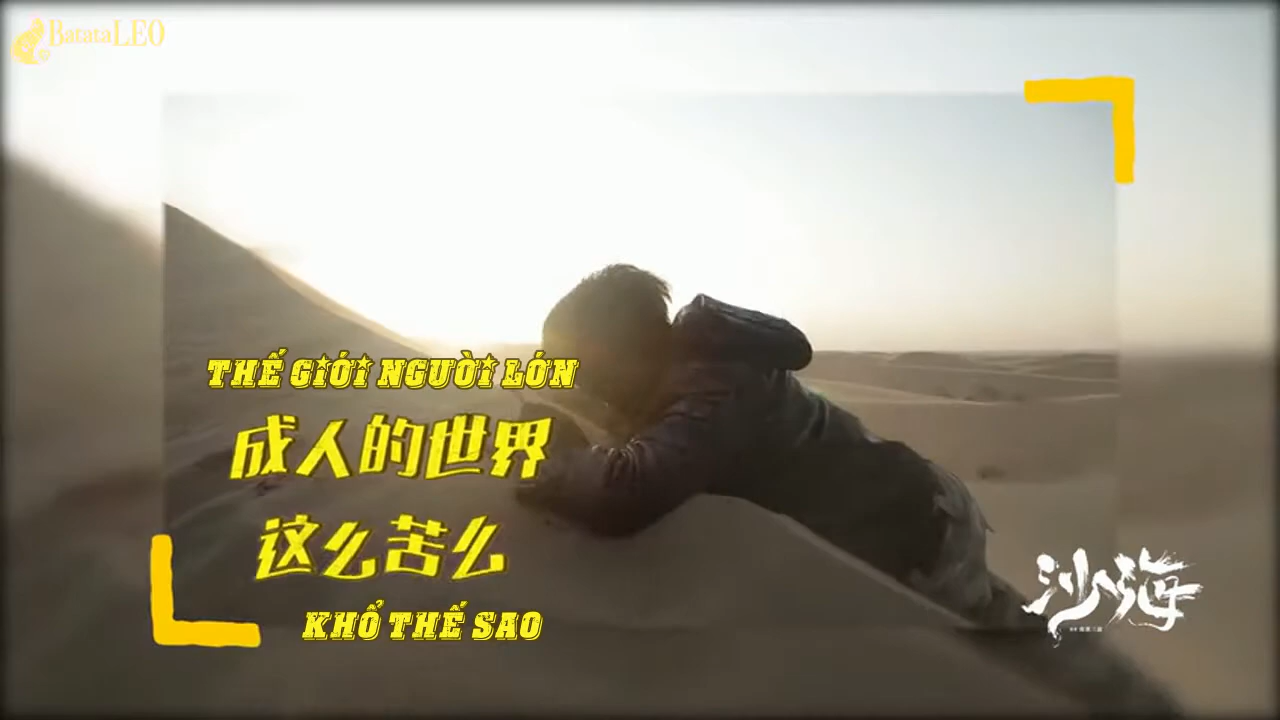 BatataLEO
THẾ GIỚI NGƯỜI LỚN
成人的世界
这么苦么
KHỔ THẾ SAO
沙海